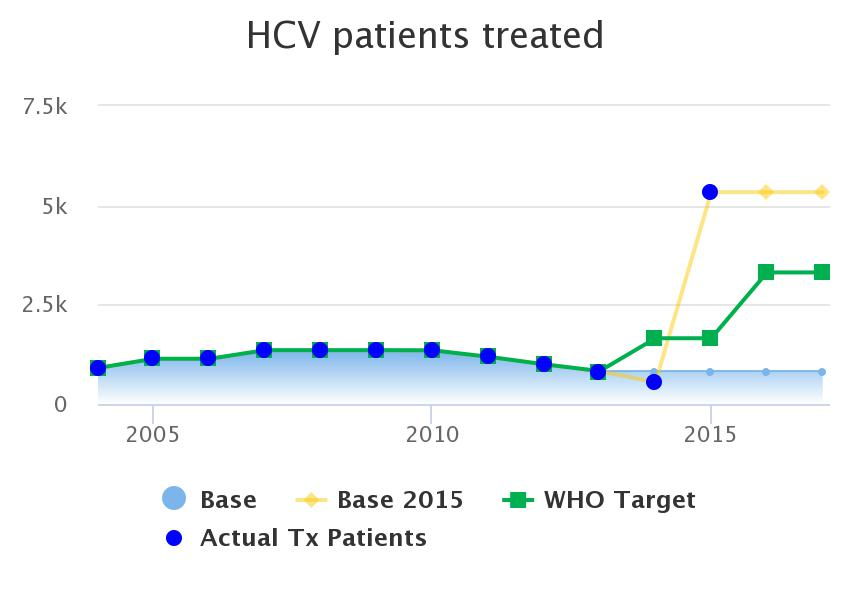 HCV patients treated
7.5k
5k
2.5k
0
2005 2010 2015
Base Base 2015 WHO Target
Actual Tx Patients